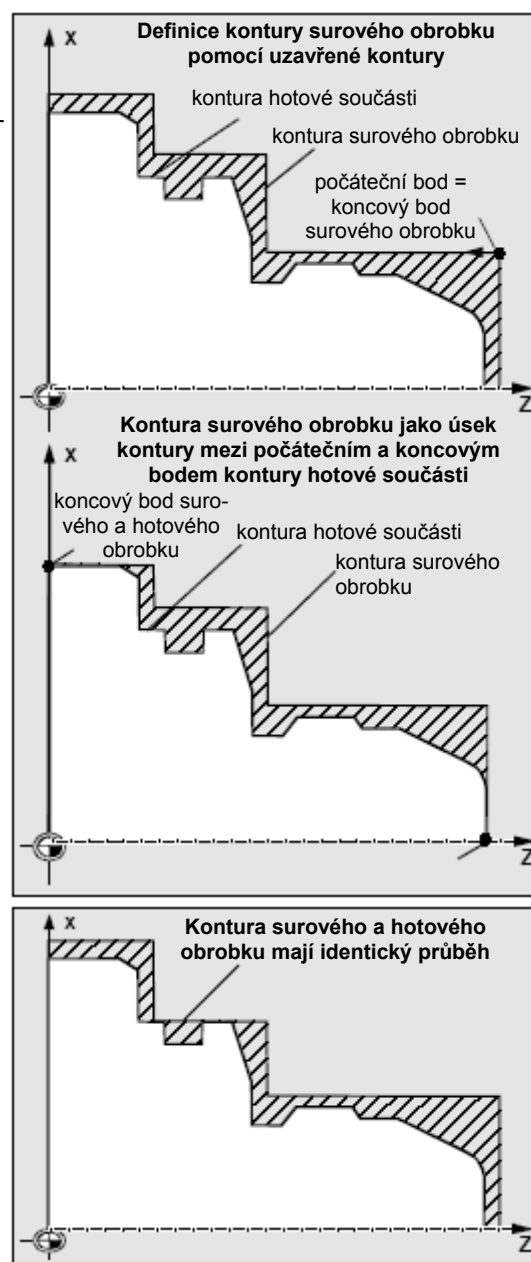 X
Definice kontury surového obrobku
pomocí uzavřené kontury
kontura hotové součásti
kontura surového obrobku
počáteční bod =
koncový bod
surového obrobku
Z
X
Kontura surového obrobku jako úsek
kontury mezi počátečním a koncovým
bodem kontury hotové součásti
koncový bod suro-
vého a hotového
obrobku
kontura hotové součásti
kontura surového
obrobku
Z
X
Kontura surového a hotového
obrobku mají identický průběh
Z